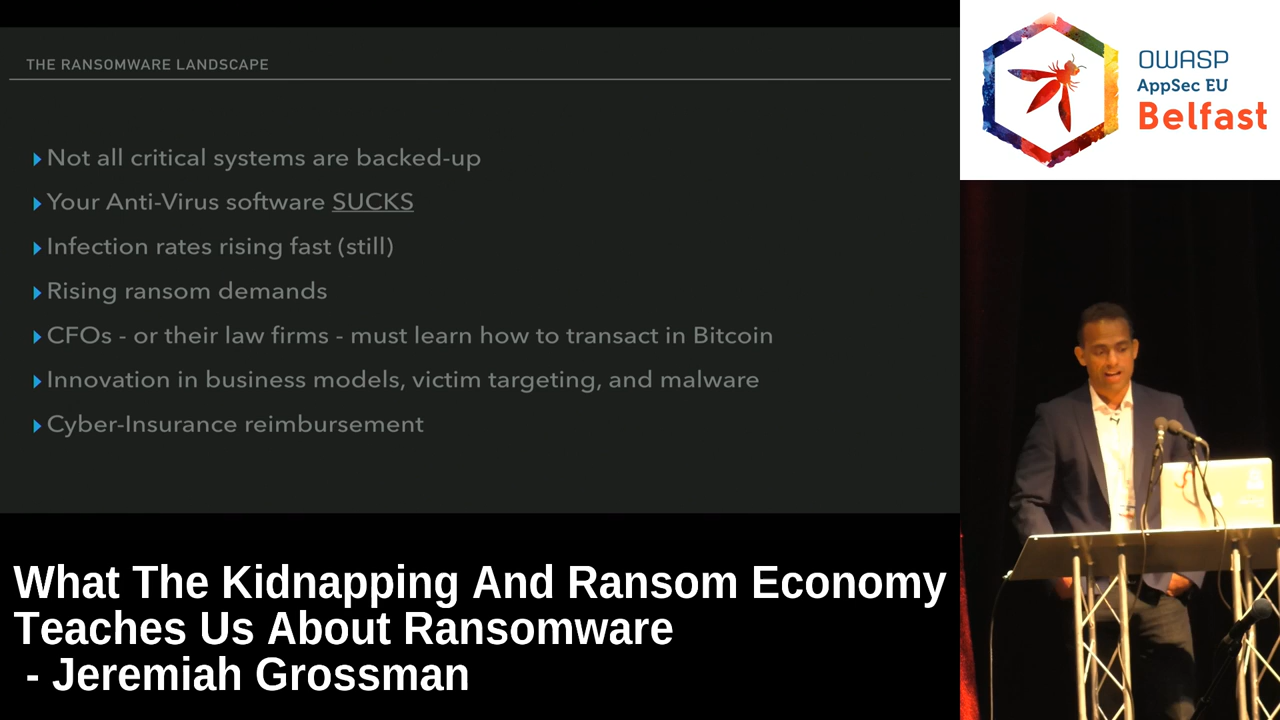 THE RANSOMWARE LANDSCAPE
Not all critical systems are backed-up
Your Anti-Virus software SUCKS
Infection rates rising fast (still)
Rising ransom demands
CFOs - or their law firms - must learn how to transact in Bitcoin
Innovation in business models, victim targeting, and malware
Cyber-Insurance reimbursement
OWASP
AppSec EU
Belfast
What The Kidnapping And Ransom Economy
Teaches Us About Ransomware
- Jeremiah Grossman